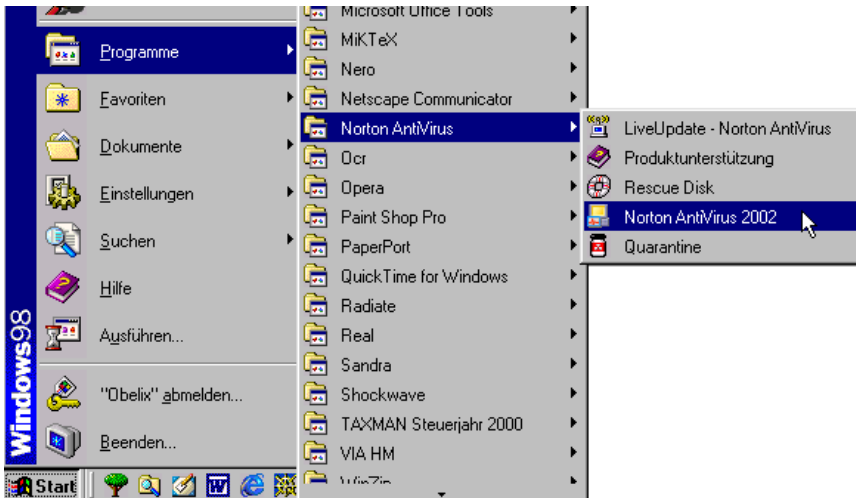 Windows98
Programme
Favoriten
Dokumente
Einstellungen
Suchen
Hilfe
Ausführen...
"Obelix" abmelden...
Beenden...
Start
Microsoft Office Tools
MiKTeX
Nero
Netscape Communicator
Norton AntiVirus
Ocr
Opera
Paint Shop Pro
PaperPort
QuickTime for Windows
Radiate
Real
Sandra
Shockwave
TAXMAN Steuerjahr 2000
VIA HM
WinZip
LiveUpdate - Norton AntiVirus
Produktunterstützung
Rescue Disk
Norton AntiVirus 2002
Quarantine